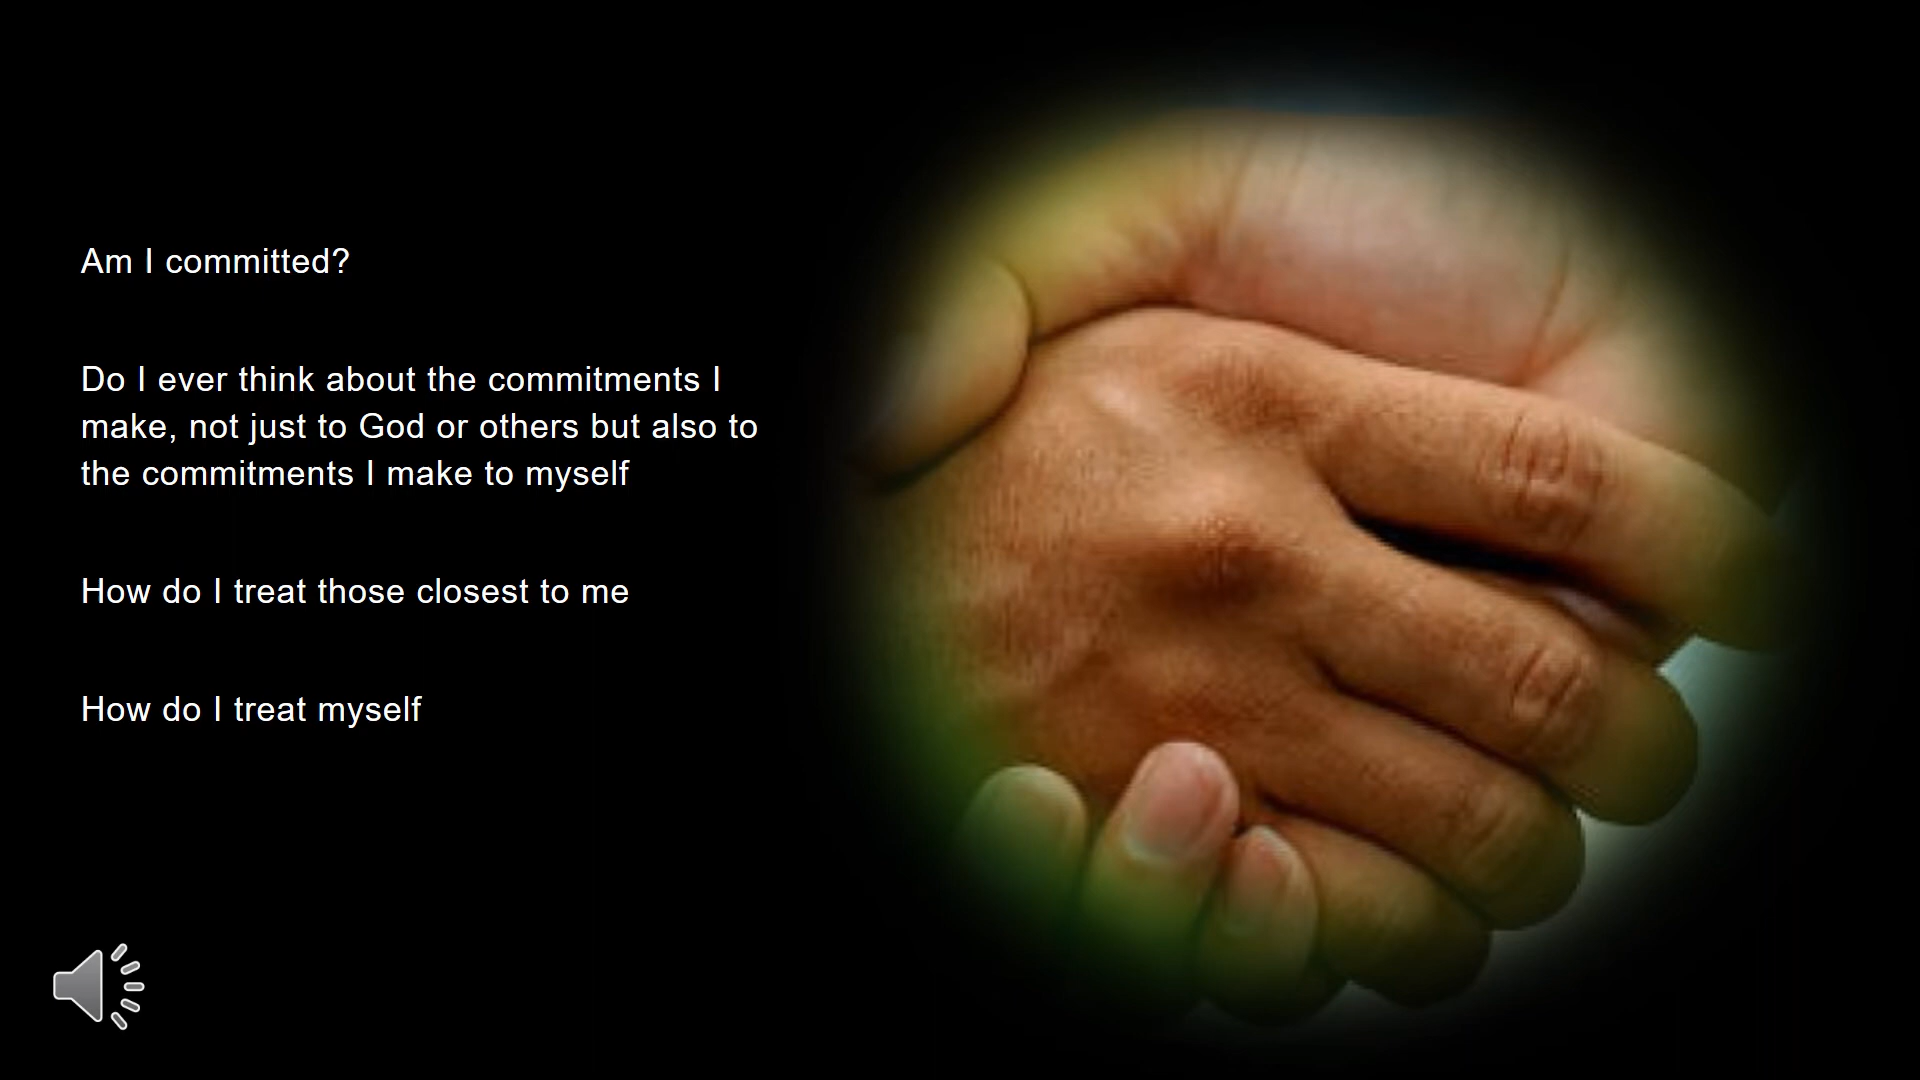 Am I committed?
Do I ever think about the commitments I
make, not just to God or others but also to
the commitments I make to myself
How do I treat those closest to me
How do I treat myself